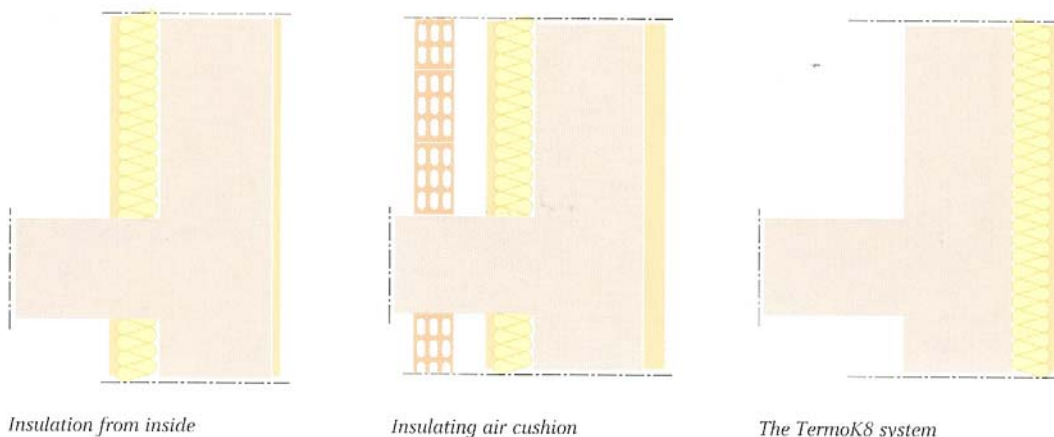 Insulation from inside
Insulating air cushion
The TermoK8 system